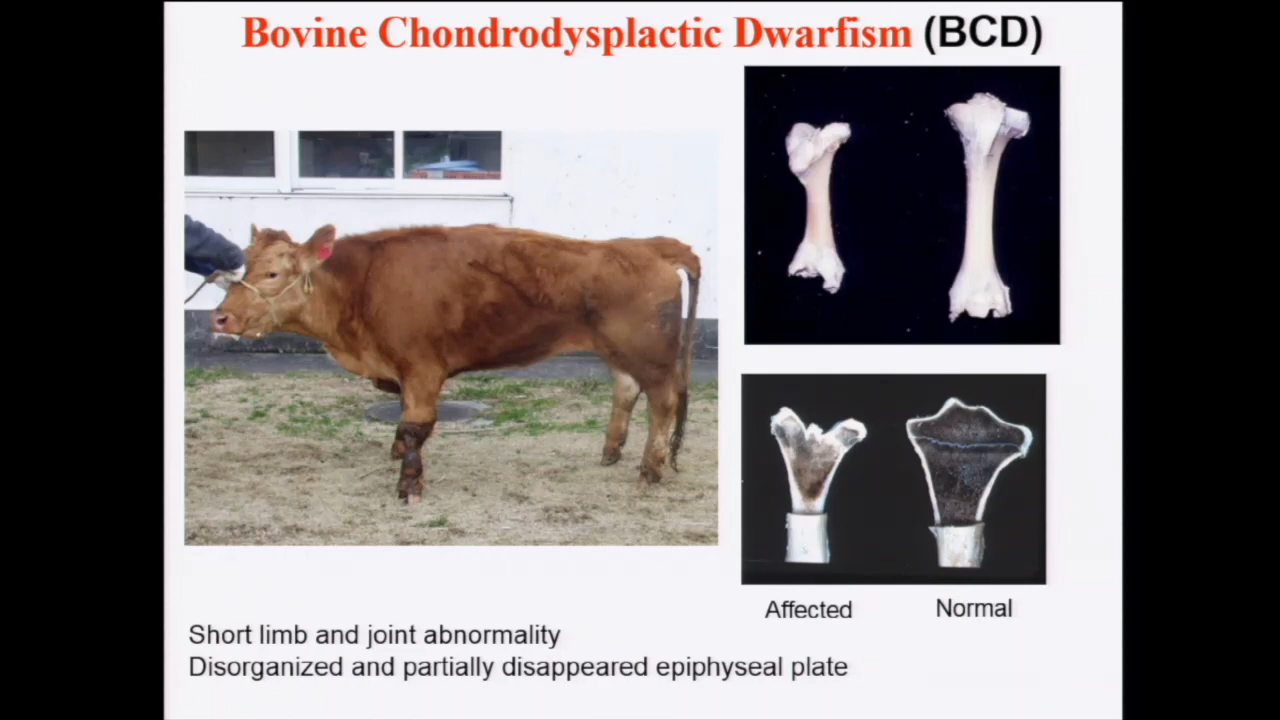 Bovine Chondrodysplactic Dwarfism (BCD)
Affected Normal
Short limb and joint abnormality
Disorganized and partially disappeared epiphyseal plate